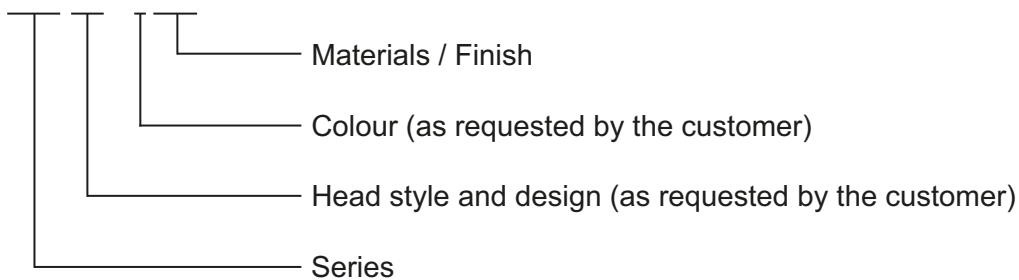 Materials / Finish
Colour (as requested by the customer)
Head style and design (as requested by the customer)
Series